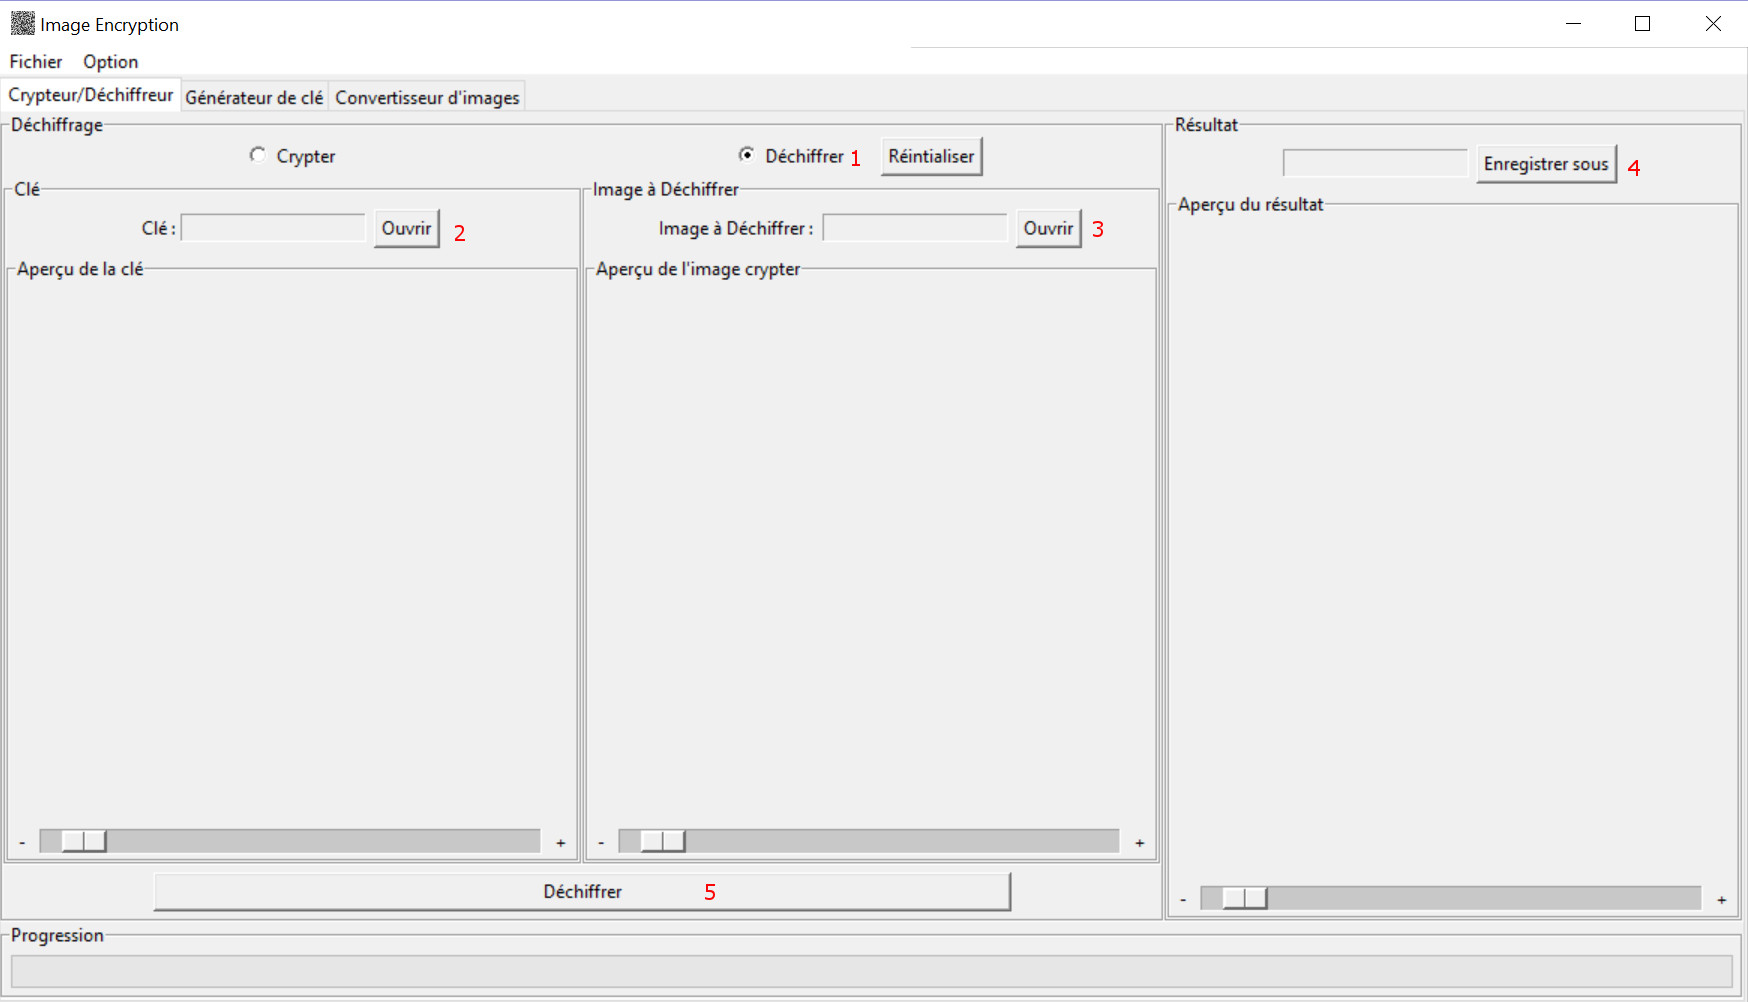 Image Encryption
Fichier Option
Crypteur/Déchiffreur Générateur de clé Convertisseur d'images
Déchiffrage
Crypter
Déchiffrer 1 Réintialiser
Clé
Clé : Ouvrir 2
Aperçu de la clé
- +
Image à Déchiffrer
Image à Déchiffrer : Ouvrir 3
Aperçu de l'image crypter
- +
Déchiffrer 5
Résultat
Enregistrer sous 4
Aperçu du résultat
- +
Progression